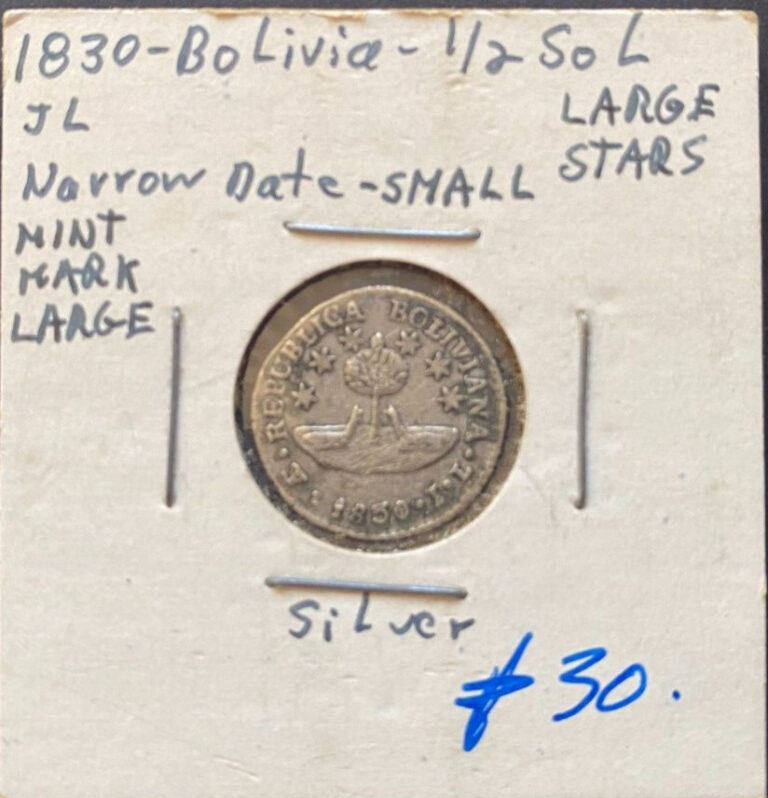 1830-BoLivia-1/2 SoL
JL
LARGE
STARS
Narrow Date-SMALL
MINT
MARK
LARGE
REPUBLICA BOLIVIANA
1830·J·L·
SiLver
$30.